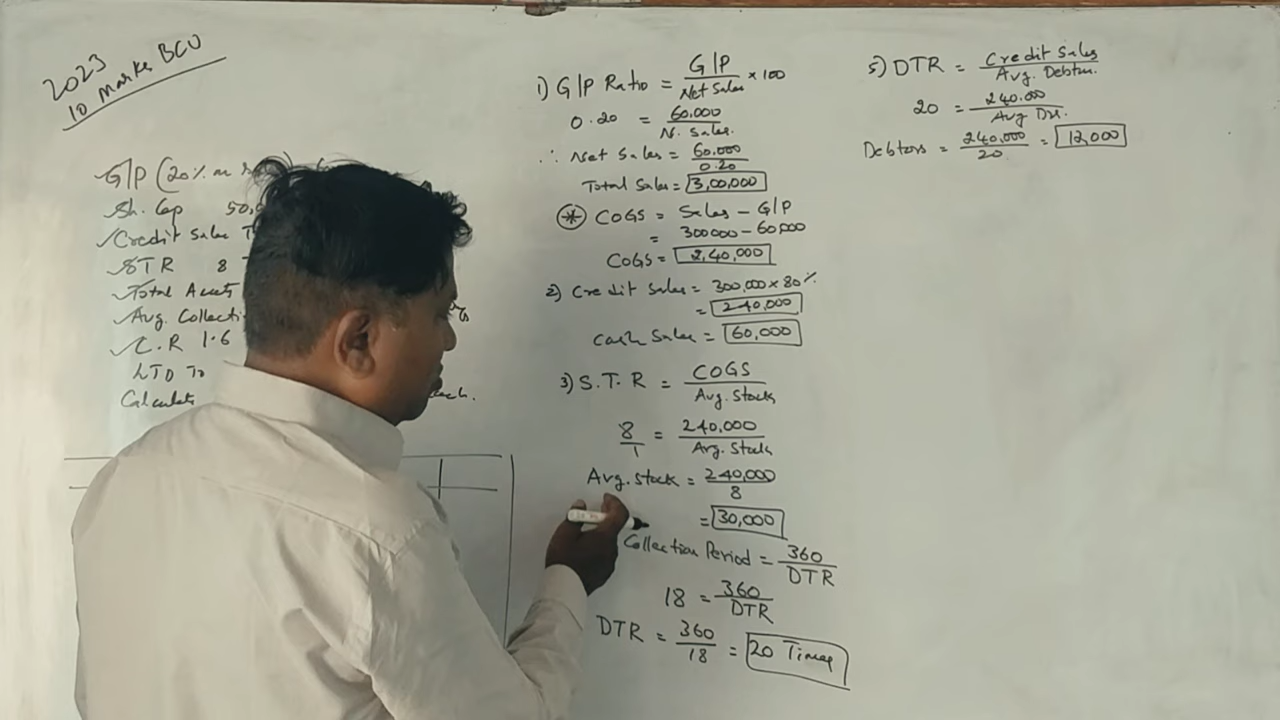 2023
10 Marks BCU
G/P (20% on
Sh. Cap 50,
✓Credit Sales T
✓STR 8 T
✓Total Assets
✓Avg. Collecti
✓C.R 1.6
LTD To
Calculate
1) G/P Ratio = G/P / Net Sales × 100
0.20 = 60,000 / N. Sales.
∴ Net Sales = 60,000 / 0.20
Total Sales = 3,00,000
* COGS = Sales - G/P
= 300000 - 60,000
COGS = 2,40,000
2) Credit Sales = 300,000 × 80%
= 240,000
Cash Sales = 60,000
3) S.T.R = COGS / Avg. Stock
8/1 = 240,000 / Avg. Stock
Avg. Stock = 240,000 / 8
= 30,000
Collection Period = 360 / DTR
18 = 360 / DTR
DTR = 360 / 18 = 20 Times
5) DTR = Credit Sales / Avg. Debtors.
20 = 240.000 / Avg Drs.
Debtors = 240,000 / 20 = 12,000